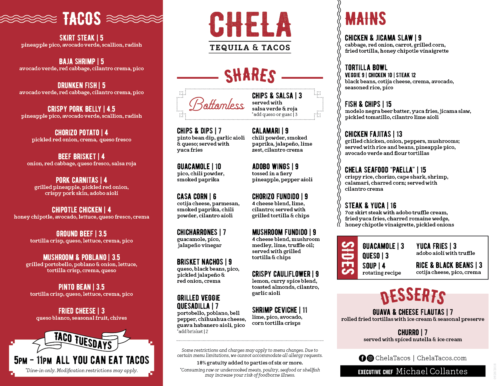 TACOS
SKIRT STEAK | 5
pineapple pico, avocado verde, scallion, radish
BAJA SHRIMP | 5
avocado verde, red cabbage, cilantro crema, pico
DRUNKEN FISH | 5
avocado verde, red cabbage, cilantro crema, pico
CRISPY PORK BELLY | 4.5
pineapple pico, avocado verde, scallion, radish
CHORIZO POTATO | 4
pickled red onion, crema, queso fresco
BEEF BRISKET | 4
onion, red cabbage, queso fresco, salsa roja
PORK CARNITAS | 4
grilled pineapple, pickled red onion,
crispy pork skin, adobo aioli
CHIPOTLE CHICKEN | 4
honey chipotle, avocado, lettuce, queso fresco, crema
GROUND BEEF | 3.5
tortilla crisp, queso, lettuce, crema, pico
MUSHROOM & POBLANO | 3.5
grilled portobello, poblano & onion, lettuce,
tortilla crisp, crema, queso
PINTO BEAN | 3.5
tortilla crisp, queso, lettuce, crema, pico
FRIED CHEESE | 3
queso blanco, seasonal fruit, chives
TACO TUESDAYS
5PM - 11PM ALL YOU CAN EAT TACOS
*Dine-in only. Modification restrictions may apply.
CHELA
TEQUILA & TACOS
SHARES
Bottomless
CHIPS & SALSA | 3
served with
salsa verde & roja
*add queso or guac | 3
CHIPS & DIPS | 7
pinto bean dip, garlic aioli
& queso; served with
yuca fries
GUACAMOLE | 10
pico, chili powder,
smoked paprika
CASA CORN | 6
cotija cheese, parmesan,
smoked paprika, chili
powder, cilantro aioli
CHICHARRONES | 7
guacamole, pico,
jalapeño vinegar
BRISKET NACHOS | 9
queso, black beans, pico,
pickled jalapeño &
red onion, crema
GRILLED VEGGIE
QUESADILLA | 7
portobello, poblano, bell
pepper, chihuahua cheese,
guava habanero aioli, pico
*add brisket | 2
CALAMARI | 9
chili powder, smoked
paprika, jalapeño, lime
zest, cilantro crema
ADOBO WINGS | 9
tossed in a fiery
pineapple, pepper aioli
CHORIZO FUNDIDO | 9
4 cheese blend, lime,
cilantro; served with
grilled tortilla & chips
MUSHROOM FUNDIDO | 9
4 cheese blend, mushroom
medley, lime, truffle oil;
served with grilled
tortilla & chips
CRISPY CAULIFLOWER | 9
lemon, curry spice blend,
toasted almonds, cilantro,
garlic aioli
SHRIMP CEVICHE | 11
lime, pico, avocado,
corn tortilla crisps
Some restrictions and charges may apply to menu changes. Due to
certain menu limitations, we cannot accommodate all allergy requests.
18% gratuity added to parties of six or more.
*Consuming raw or undercooked meats, poultry, seafood or shellfish
may increase your risk of foodborne illness.
MAINS
CHICKEN & JICAMA SLAW | 9
cabbage, red onion, carrot, grilled corn,
fried tortilla, honey chipotle vinaigrette
TORTILLA BOWL
VEGGIE 9 | CHICKEN 10 | STEAK 12
black beans, cotija cheese, crema, avocado,
seasoned rice, pico
FISH & CHIPS | 15
modelo negra beer batter, yuca fries, jicama slaw,
pickled tomatillo, cilantro lime aioli
CHICKEN FAJITAS | 13
grilled chicken, onion, peppers, mushrooms;
served with rice and beans, pineapple pico,
avocado verde and flour tortillas
CHELA SEAFOOD "PAELLA" | 15
crispy rice, chorizo, cape shark, shrimp,
calamari, charred corn; served with
cilantro crema
STEAK & YUCA | 16
7oz skirt steak with adobo truffle cream,
fried yuca fries, charred romaine wedge,
honey chipotle vinaigrette, pickled onions
SIDES
GUACAMOLE | 3
QUESO | 3
SOUP | 4
rotating recipe
YUCA FRIES | 3
adobo aioli with truffle
RICE & BLACK BEANS | 3
cotija cheese, pico, crema
DESSERTS
GUAVA & CHEESE FLAUTAS | 7
rolled fried tortillas with ice cream & seasonal preserve
CHURRO | 7
served with spiced nutella & ice cream
ChelaTacos | ChelaTacos.com
EXECUTIVE CHEF Michael Collantes